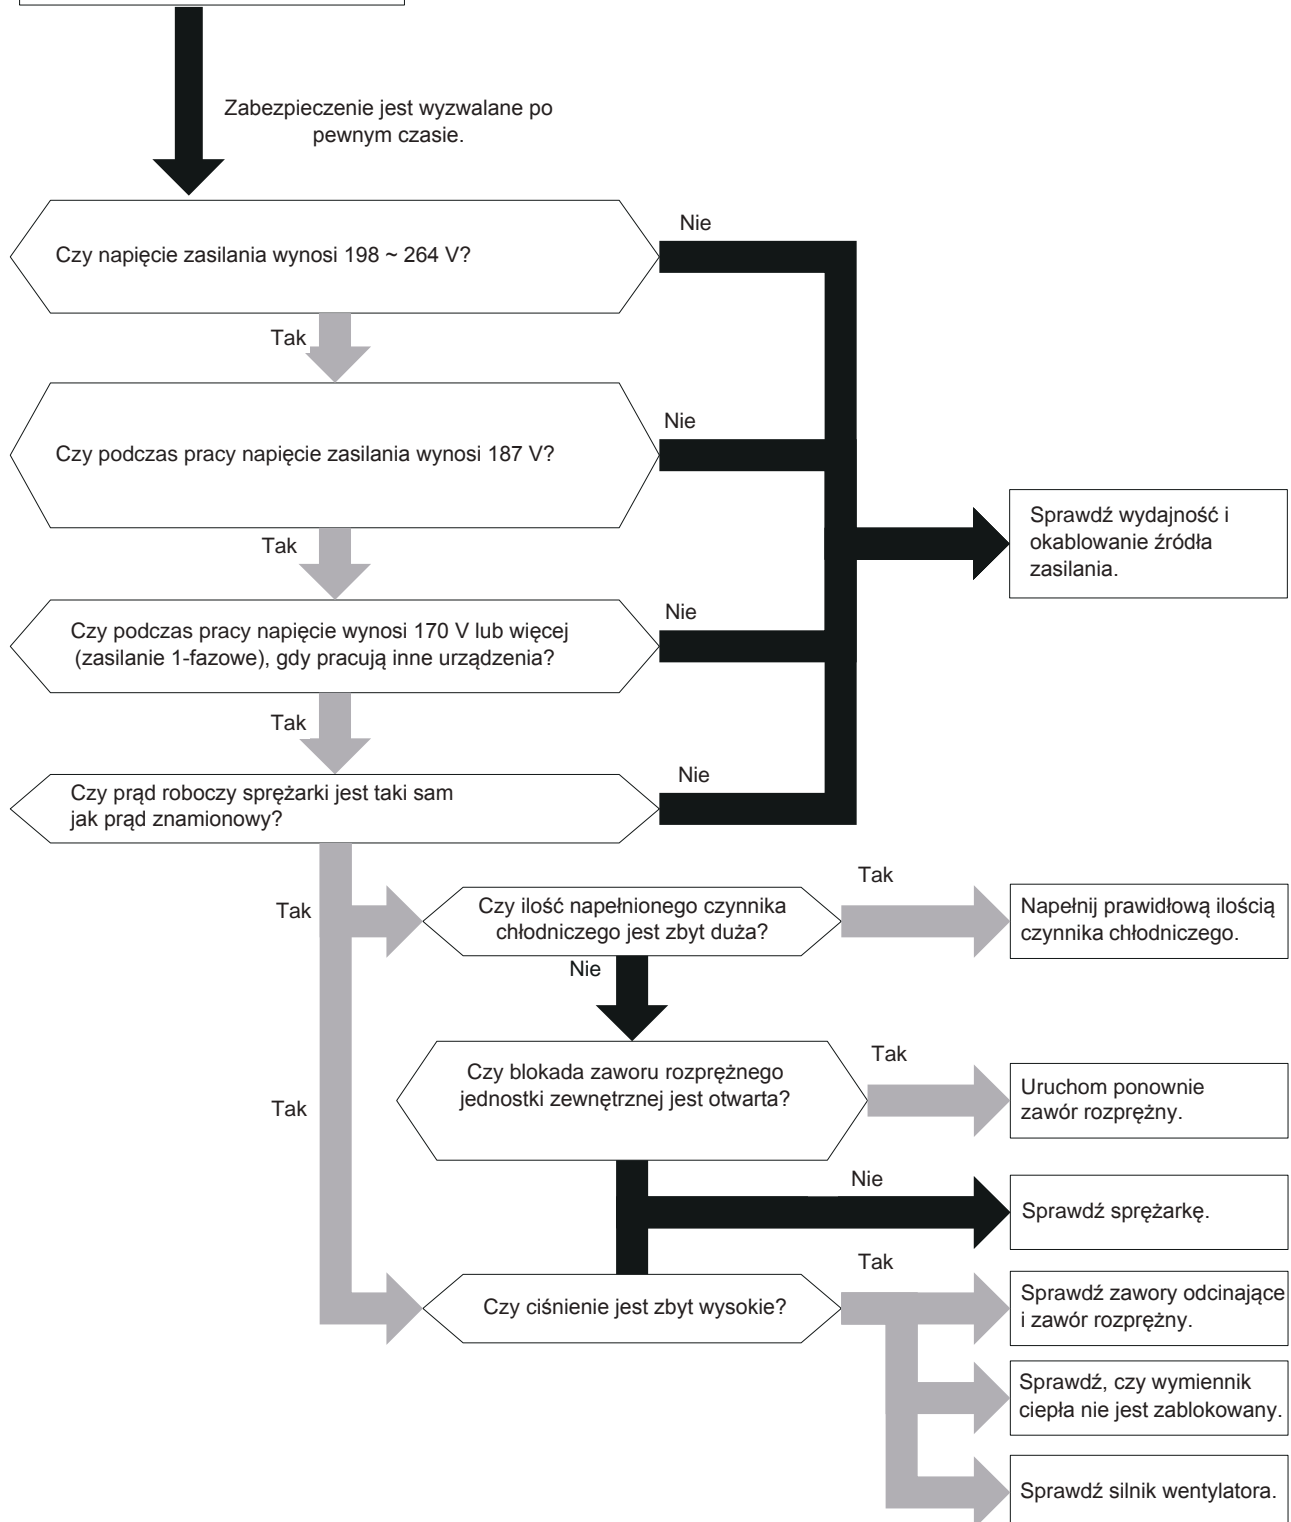 Zabezpieczenie jest wyzwalane po
pewnym czasie.
Nie
Czy napięcie zasilania wynosi 198 ~ 264 V?
Tak
Nie
Czy podczas pracy napięcie zasilania wynosi 187 V?
Sprawdź wydajność i
okablowanie źródła
zasilania.
Tak
Nie
Czy podczas pracy napięcie wynosi 170 V lub więcej
(zasilanie 1-fazowe), gdy pracują inne urządzenia?
Tak
Nie
Czy prąd roboczy sprężarki jest taki sam
jak prąd znamionowy?
Tak
Tak
Czy ilość napełnionego czynnika
chłodniczego jest zbyt duża?
Napełnij prawidłową ilością
czynnika chłodniczego.
Nie
Tak
Czy blokada zaworu rozprężnego
jednostki zewnętrznej jest otwarta?
Uruchom ponownie
zawór rozprężny.
Tak
Nie
Sprawdź sprężarkę.
Tak
Czy ciśnienie jest zbyt wysokie?
Sprawdź zawory odcinające
i zawór rozprężny.
Sprawdź, czy wymiennik
ciepła nie jest zablokowany.
Sprawdź silnik wentylatora.